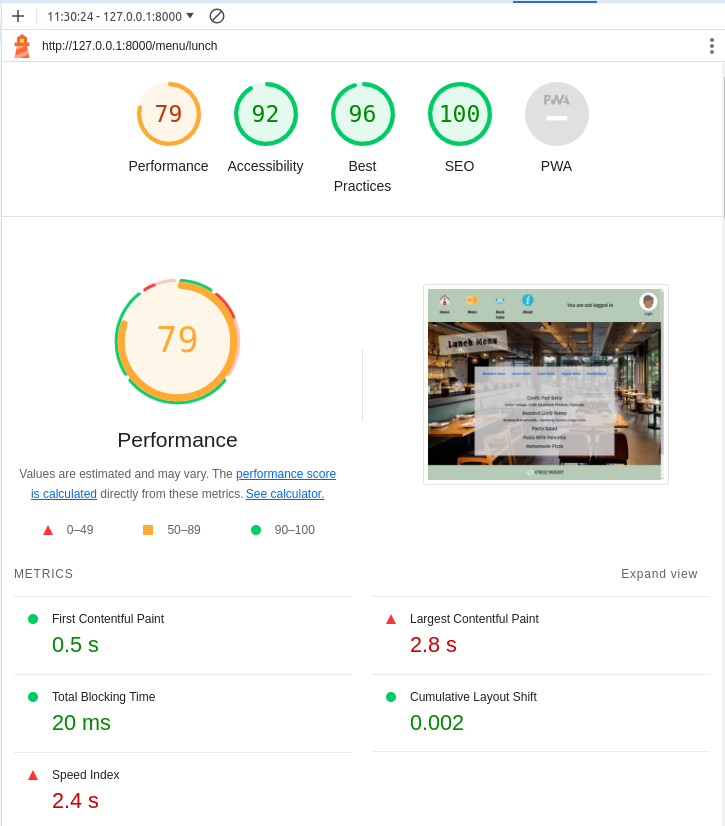 11:30:24 - 127.0.0.1:8000
http://127.0.0.1:8000/menu/lunch
79
92
96
100
PWA
Performance
Accessibility
Best
Practices
SEO
PWA
79
Performance
Values are estimated and may vary. The performance score
is calculated directly from these metrics. See calculator.
0–49
50–89
90–100
Home
Menu
Book
Table
About
You are not logged in
Login
Lunch Menu
Roasted Lamb Rump
Pasta Salad
Pasta With Pancetta
Homemade Pizza
METRICS
Expand view
First Contentful Paint
0.5 s
Largest Contentful Paint
2.8 s
Total Blocking Time
20 ms
Cumulative Layout Shift
0.002
Speed Index
2.4 s